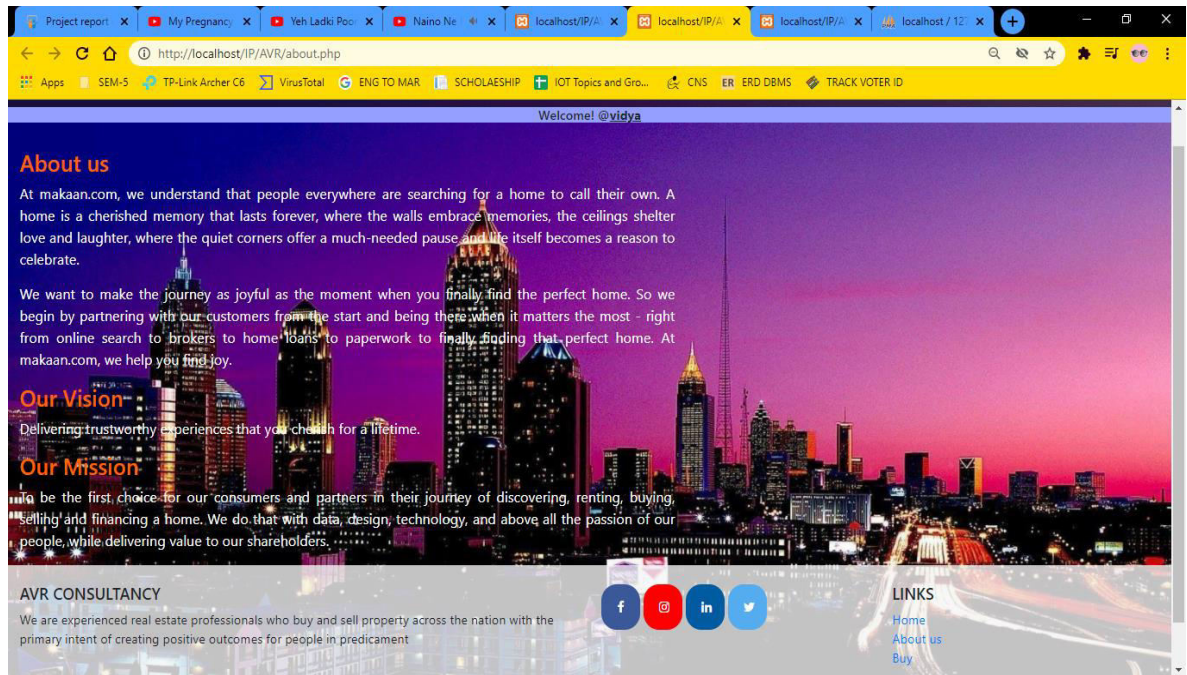 Project report
My Pregnancy
Yeh Ladki Poo
Naino Ne
localhost/IP/A
localhost/IP/A
localhost/IP/A
localhost / 12
http://localhost/IP/AVR/about.php
Apps SEM-5 TP-Link Archer C6 VirusTotal ENG TO MAR SCHOLAESHIP IOT Topics and Gro... CNS ER ERD DBMS TRACK VOTER ID
Welcome! @vidya
About us
At makaan.com, we understand that people everywhere are searching for a home to call their own. A
home is a cherished memory that lasts forever, where the walls embrace memories, the ceilings shelter
love and laughter, where the quiet corners offer a much-needed pause and life itself becomes a reason to
celebrate.
We want to make the journey as joyful as the moment when you finally find the perfect home. So we
begin by partnering with our customers from the start and being there when it matters the most - right
from online search to brokers to home loans to paperwork to finally finding that perfect home. At
makaan.com, we help you find joy.
Our Vision
Delivering trustworthy experiences that you cherish for a lifetime.
Our Mission
To be the first choice for our consumers and partners in their journey of discovering, renting, buying,
selling and financing a home. We do that with data, design, technology, and above all the passion of our
people, while delivering value to our shareholders.
AVR CONSULTANCY
We are experienced real estate professionals who buy and sell property across the nation with the
primary intent of creating positive outcomes for people in predicament
LINKS
Home
About us
Buy